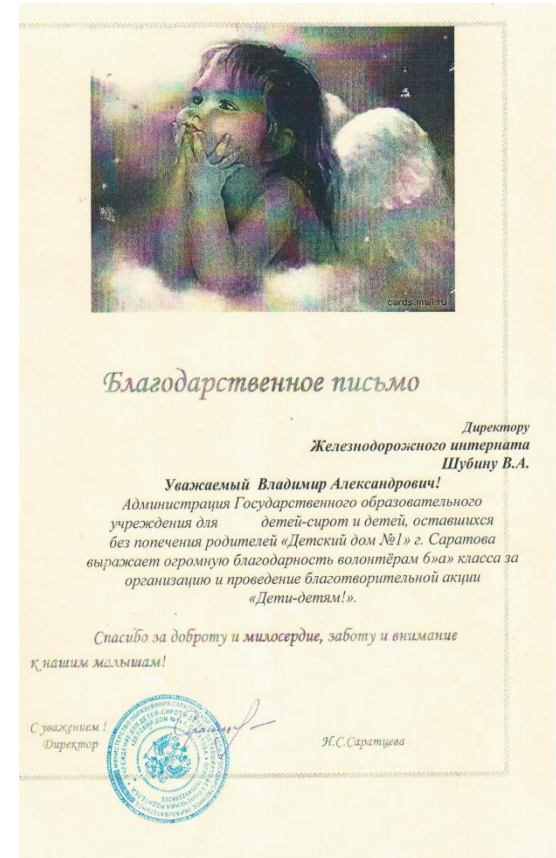 cards.mail.ru
Благодарственное письмо
Директору
Железнодорожного интерната
Шубину В.А.
Уважаемый Владимир Александрович!
Администрация Государственного образовательного
учреждения для детей-сирот и детей, оставшихся
без попечения родителей «Детский дом №1» г. Саратова
выражает огромную благодарность волонтёрам 6»а» класса за
организацию и проведение благотворительной акции
«Дети-детям!».
Спасибо за доброту и милосердие, заботу и внимание
к нашим малышам!
С уважением !
Директор Н.С.Саратцева